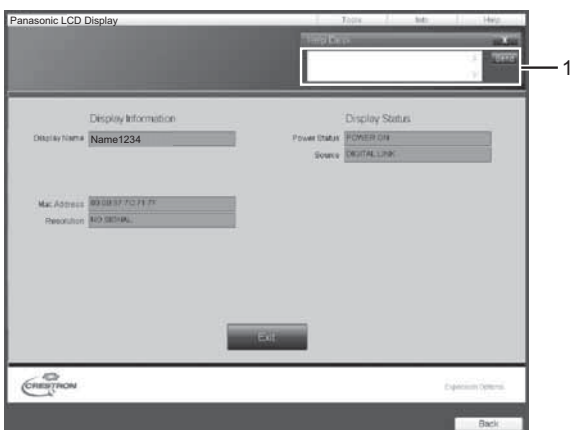 Panasonic LCD Display
Tools Info Help
Help Desk X
Send
1
Display Information
Display Status
Display Name Name1234
Power Status POWER ON
Source DIGITAL LINK
Mac Address
Resolution NO SIGNAL
Exit
CRESTRON
Expansion Options
Back